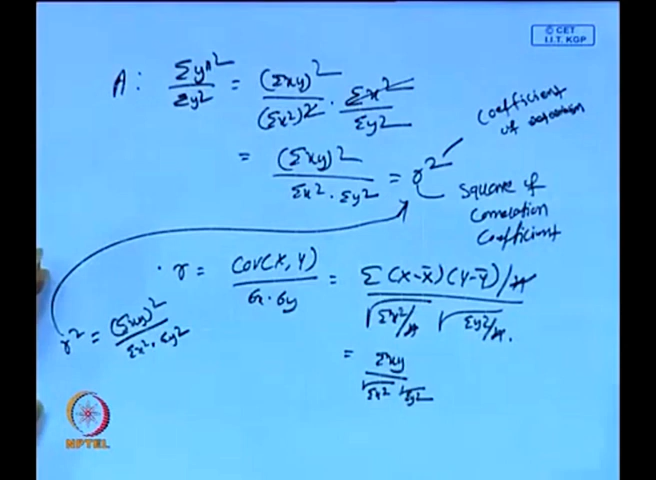 © CET
I.I.T. KGP
A: Σŷ²/Σy² = (Σxy)²/(Σx²)² · Σx²/Σy²
= (Σxy)²/(Σx² · Σy²) = r²
Coefficient
of
Square of
Correlation
Coefficient
· r = Cov(X, Y)/(σx · σy) = Σ(X-X̄)(Y-Ȳ)/n / (√(Σx²/n) √(Σy²/n))
r² = (Σxy)²/(Σx² · Σy²)
= Σxy/(√Σx² √Σy²)
NPTEL